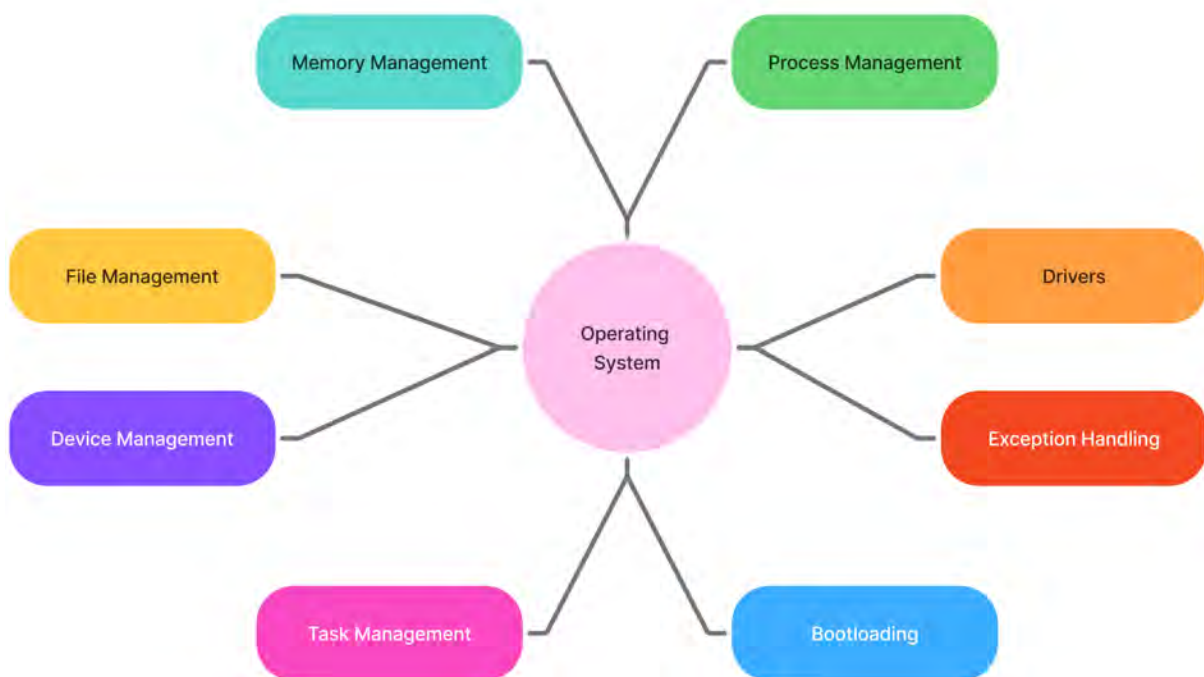 Memory Management
Process Management
File Management
Drivers
Operating
System
Device Management
Exception Handling
Task Management
Bootloading